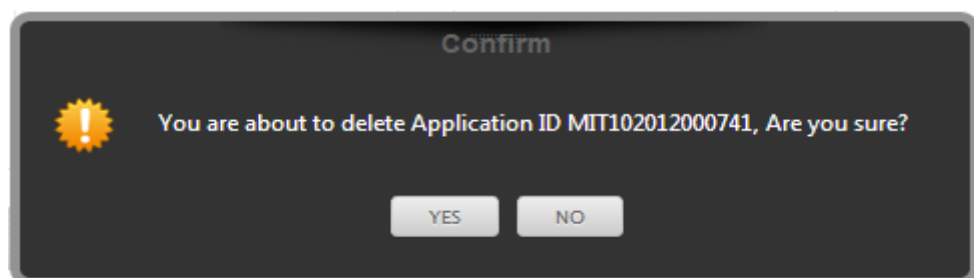 Confirm
You are about to delete Application ID MIT102012000741, Are you sure?
YES NO